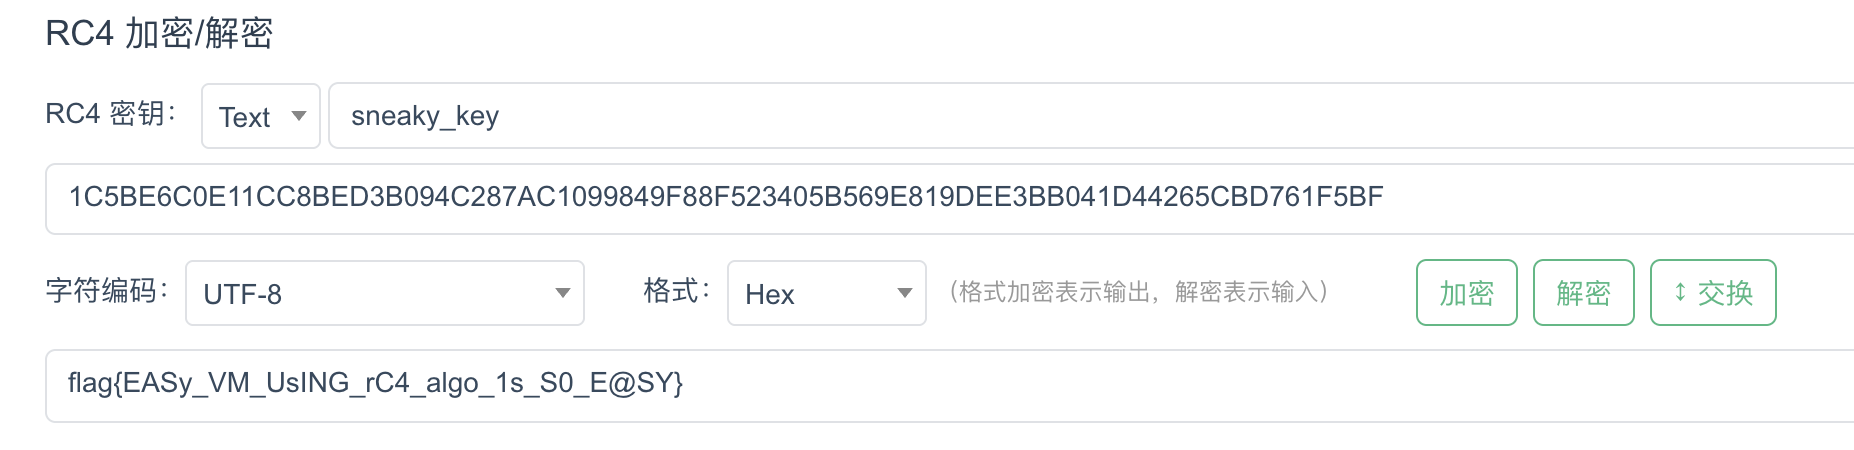 RC4 加密/解密
RC4 密钥： Text sneaky_key
1C5BE6C0E11CC8BED3B094C287AC1099849F88F523405B569E819DEE3BB041D44265CBD761F5BF
字符编码： UTF-8 格式： Hex （格式加密表示输出，解密表示输入） 加密 解密 ↕ 交换
flag{EASy_VM_UsING_rC4_algo_1s_S0_E@SY}